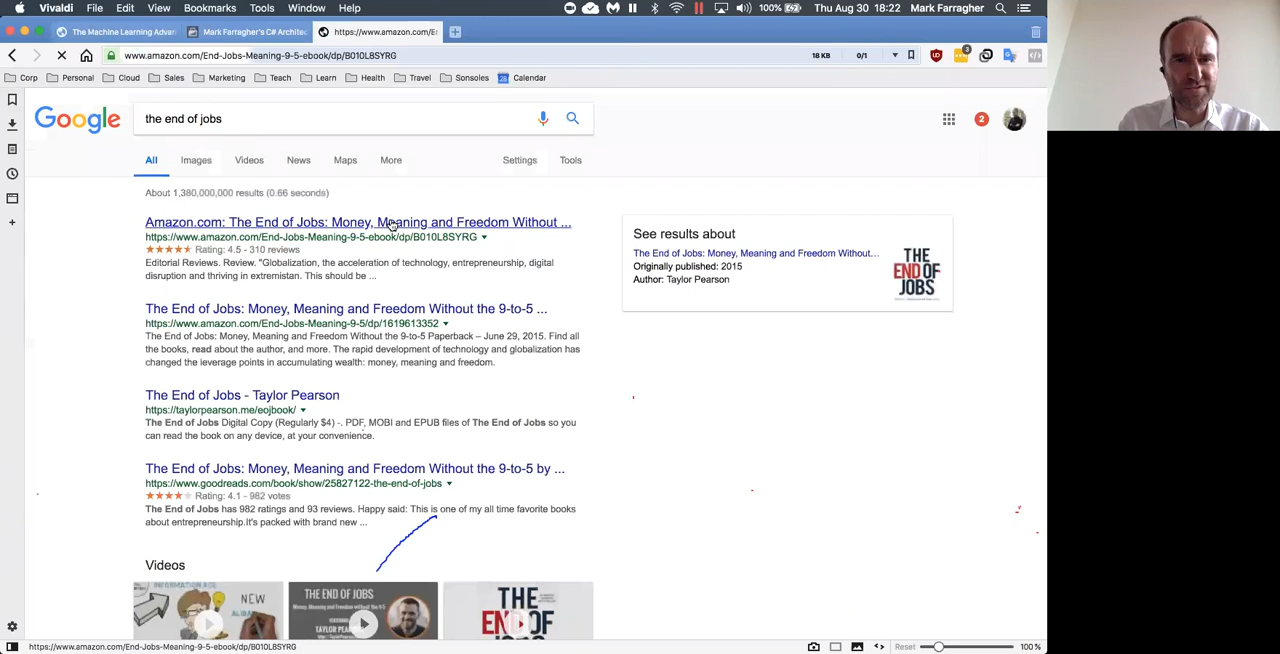 Vivaldi File Edit View Bookmarks Tools Window Help 100% Thu Aug 30 18:22 Mark Farragher
The Machine Learning Advan Mark Farragher's C# Architec https://www.amazon.com/E
www.amazon.com/End-Jobs-Meaning-9-5-ebook/dp/B010L8SYRG 18 KB 0/1 3
Corp Personal Cloud Sales Marketing Teach Learn Health Travel Sonsoles 28 Calendar
Google the end of jobs 2
All Images Videos News Maps More Settings Tools
About 1,380,000,000 results (0.66 seconds)
Amazon.com: The End of Jobs: Money, Meaning and Freedom Without ...
https://www.amazon.com/End-Jobs-Meaning-9-5-ebook/dp/B010L8SYRG
Rating: 4.5 - 310 reviews
Editorial Reviews. Review. "Globalization, the acceleration of technology, entrepreneurship, digital
disruption and thriving in extremistan. This should be ...
The End of Jobs: Money, Meaning and Freedom Without the 9-to-5 ...
https://www.amazon.com/End-Jobs-Meaning-9-5/dp/1619613352
The End of Jobs: Money, Meaning and Freedom Without the 9-to-5 Paperback – June 29, 2015. Find all
the books, read about the author, and more. The rapid development of technology and globalization has
changed the leverage points in accumulating wealth: money, meaning and freedom.
The End of Jobs - Taylor Pearson
https://taylorpearson.me/eojbook/
The End of Jobs Digital Copy (Regularly $4) -. PDF, MOBI and EPUB files of The End of Jobs so you
can read the book on any device, at your convenience.
The End of Jobs: Money, Meaning and Freedom Without the 9-to-5 by ...
https://www.goodreads.com/book/show/25827122-the-end-of-jobs
Rating: 4.1 - 982 votes
The End of Jobs has 982 ratings and 93 reviews. Happy said: This is one of my all time favorite books
about entrepreneurship.It's packed with brand new ...
See results about
The End of Jobs: Money, Meaning and Freedom Without...
Originally published: 2015
Author: Taylor Pearson
THE
END OF
JOBS
Videos
NEW
THE END OF JOBS
Money, Meaning and Freedom without the 9-to-5
TAYLOR PEARSON
THE
END OF
https://www.amazon.com/End-Jobs-Meaning-9-5-ebook/dp/B010L8SYRG Reset 100%